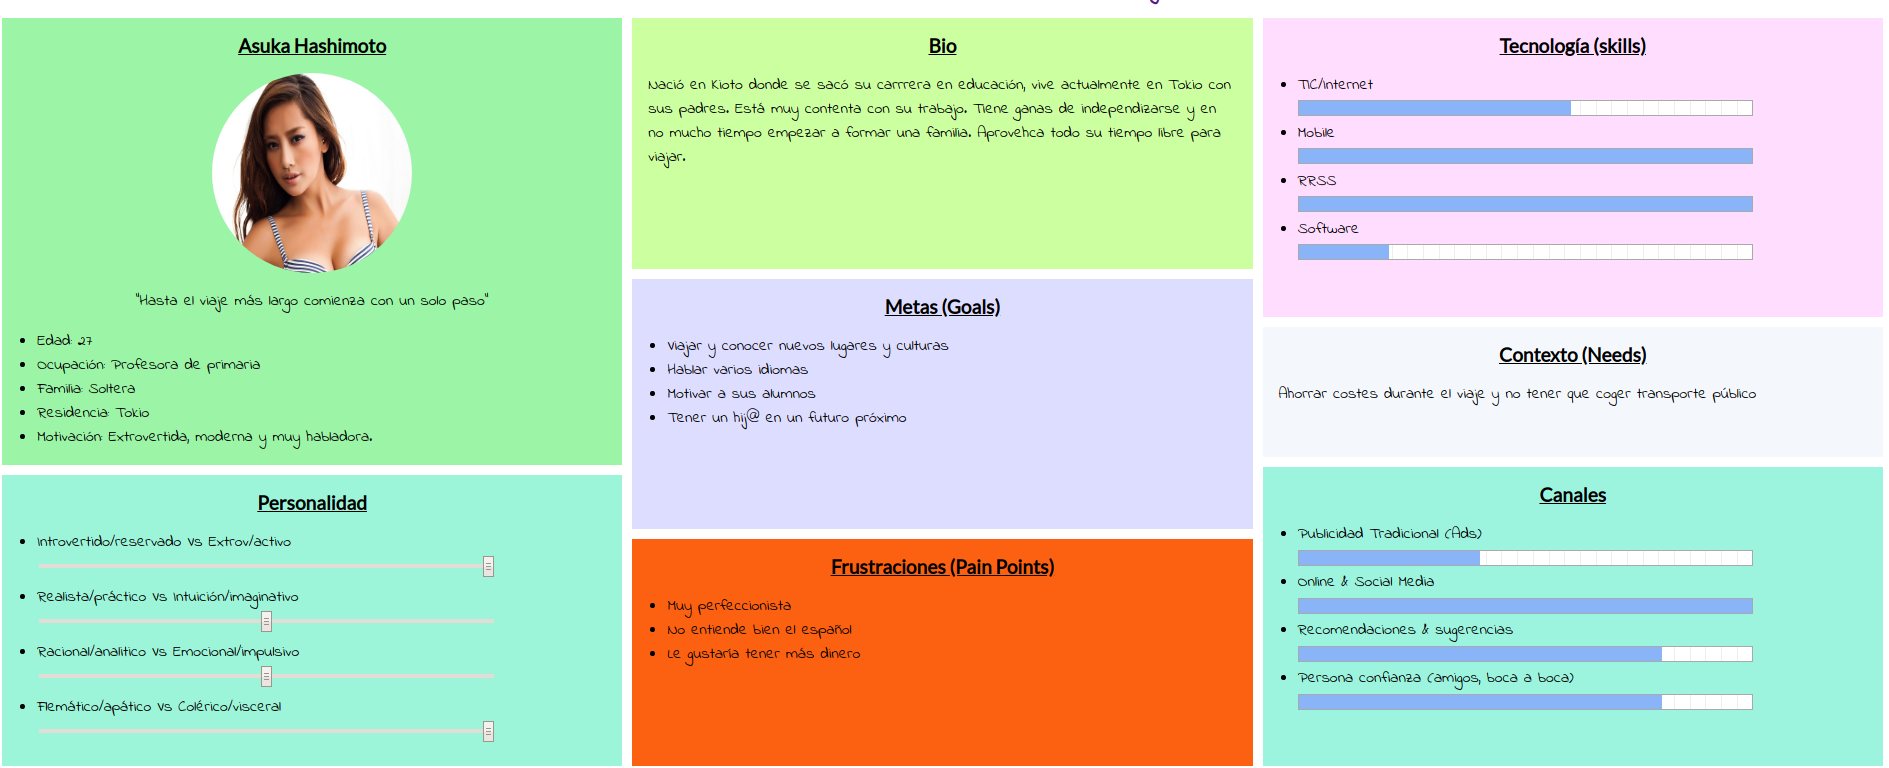 Asuka Hashimoto
"Hasta el viaje más largo comienza con un solo paso"
Edad: 27
Ocupación: Profesora de primaria
Familia: Soltera
Residencia: Tokio
Motivación: Extrovertida, moderna y muy habladora.
Personalidad
Introvertido/reservado Vs Extrov/activo
Realista/práctico Vs Intuición/imaginativo
Racional/analitico Vs Emocional/impulsivo
Flemático/apático Vs Colérico/visceral
Bio
Nació en Kioto donde se sacó su carrrera en educación, vive actualmente en Tokio con
sus padres. Está muy contenta con su trabajo. Tiene ganas de independizarse y en
no mucho tiempo empezar a formar una familia. Aprovehca todo su tiempo libre para
viajar.
Metas (Goals)
Viajar y conocer nuevos lugares y culturas
Hablar varios idiomas
Motivar a sus alumnos
Tener un hij@ en un futuro próximo
Frustraciones (Pain Points)
Muy perfeccionista
No entiende bien el español
Le gustaría tener más dinero
Tecnología (skills)
TIC/Internet
Mobile
RRSS
Software
Contexto (Needs)
Ahorrar costes durante el viaje y no tener que coger transporte público
Canales
Publicidad Tradicional (Ads)
Online & Social Media
Recomendaciones & sugerencias
Persona confianza (amigos, boca a boca)